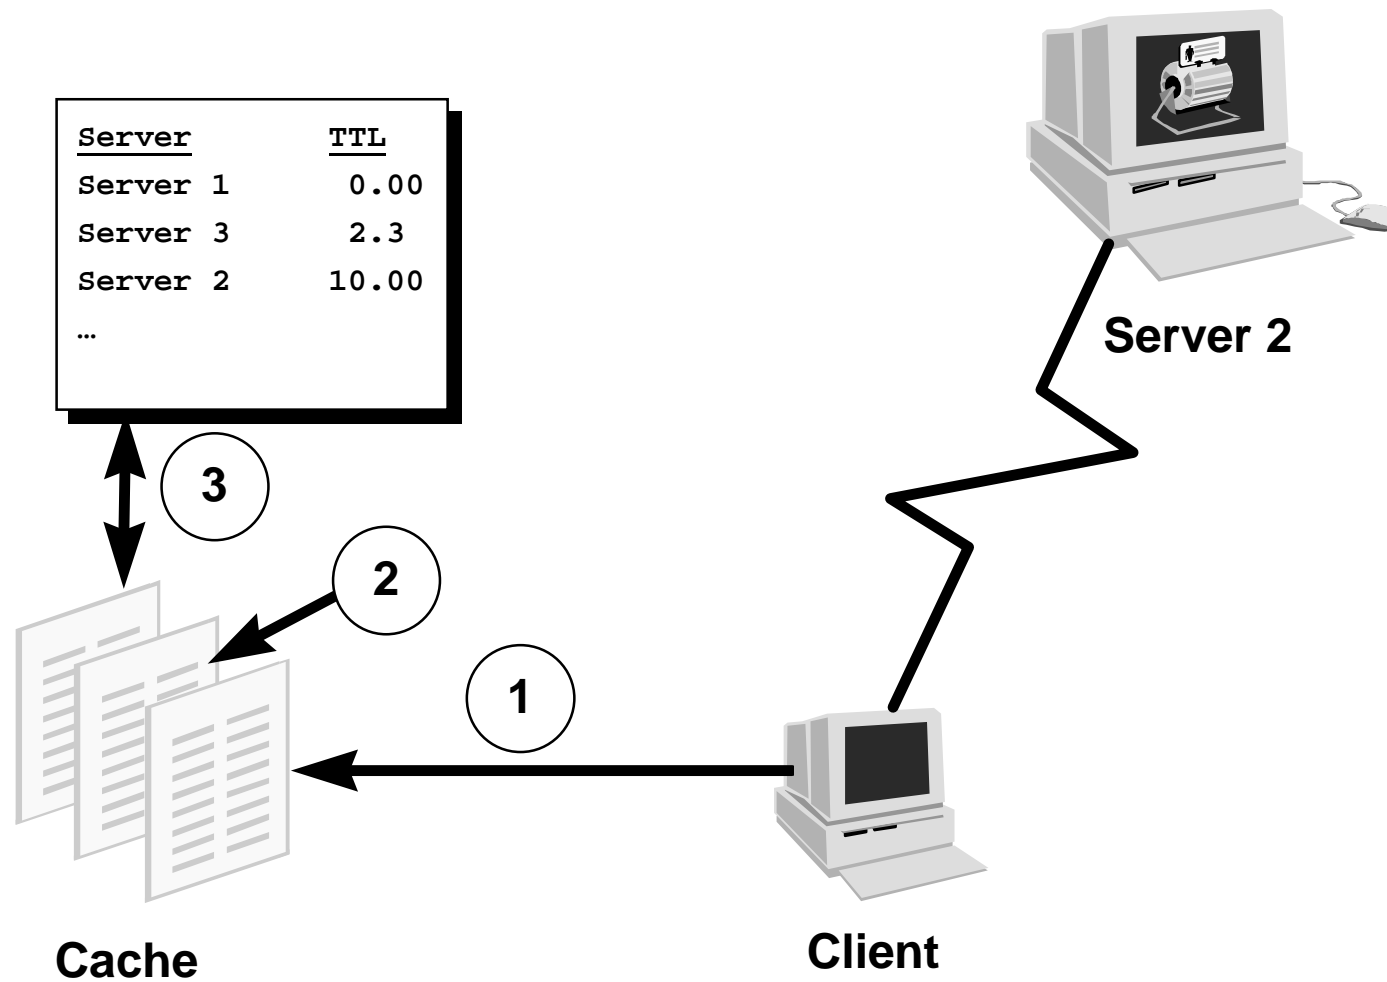 Server TTL
Server 1 0.00
Server 3 2.3
Server 2 10.00
…
Server 2
3
2
1
Client
Cache